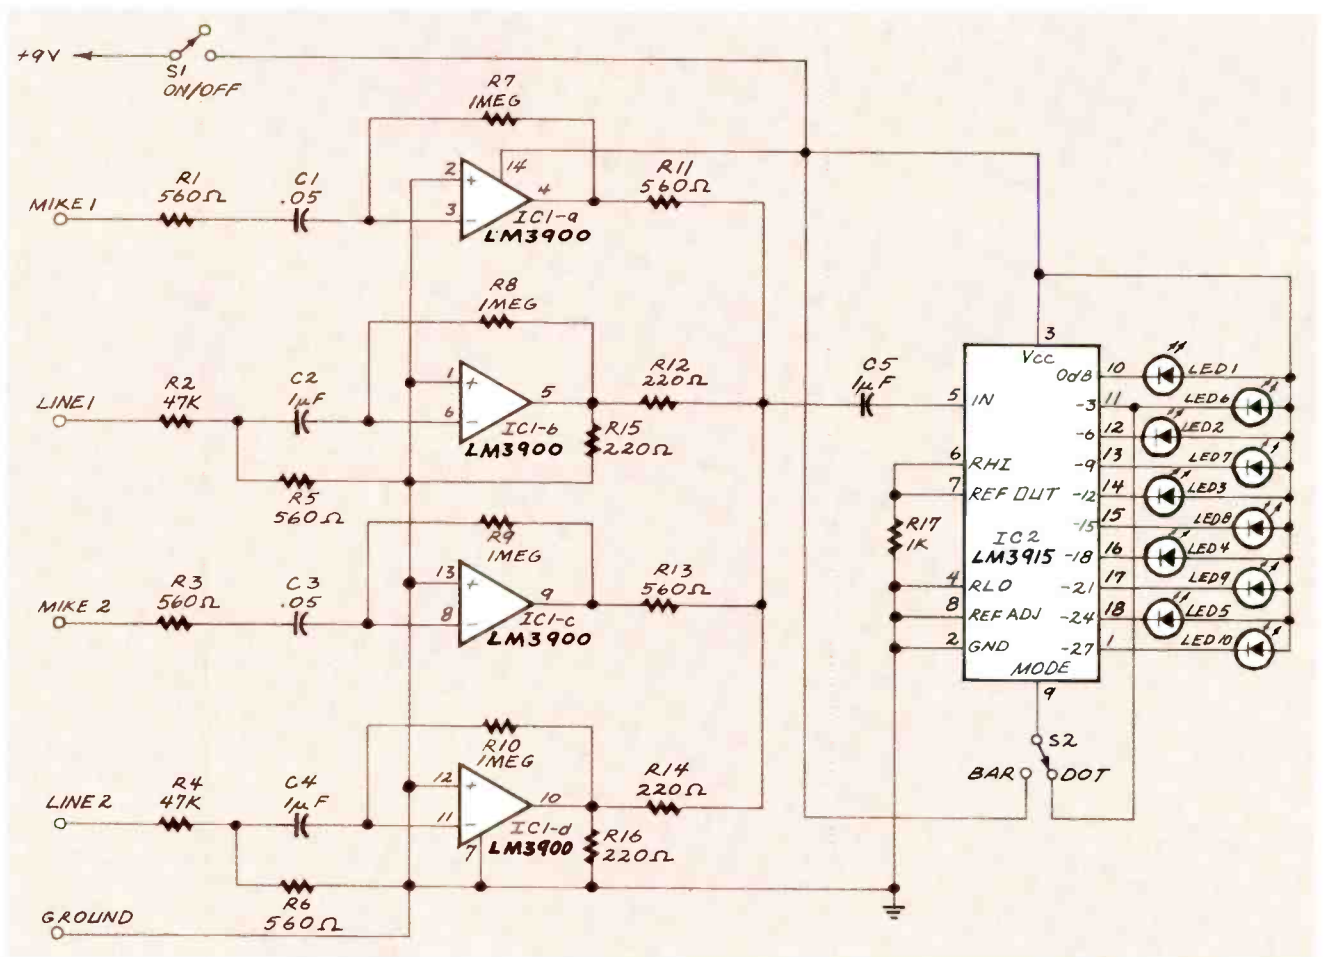 +9V
S1
ON/OFF
R7
1MEG
14
R11
560Ω
R1
560Ω
C1
.05
2
+
4
MIKE 1
3
−
IC1-a
LM3900
R8
1MEG
3
Vcc
R2
47K
C2
1µF
1
+
5
R12
220Ω
C5
1µF
5
IN
0dB
10
LED1
-3
11
LED6
LINE1
6
−
IC1-b
LM3900
R15
220Ω
-6
12
LED2
6
RHI
-9
13
LED7
7
REF OUT
-12
14
LED3
R5
560Ω
R9
1MEG
R17
1K
-15
15
LED8
IC2
LM3915
-18
16
LED4
R3
560Ω
C3
.05
13
+
9
R13
560Ω
4
RLO
-21
17
LED9
MIKE 2
8
−
IC1-c
LM3900
8
REF ADJ
-24
18
LED5
2
GND
-27
1
LED10
MODE
9
R10
1MEG
S2
BAR
DOT
R4
47K
C4
1µF
12
+
10
R14
220Ω
LINE 2
11
−
IC1-d
LM3900
7
R16
220Ω
R6
560Ω
GROUND